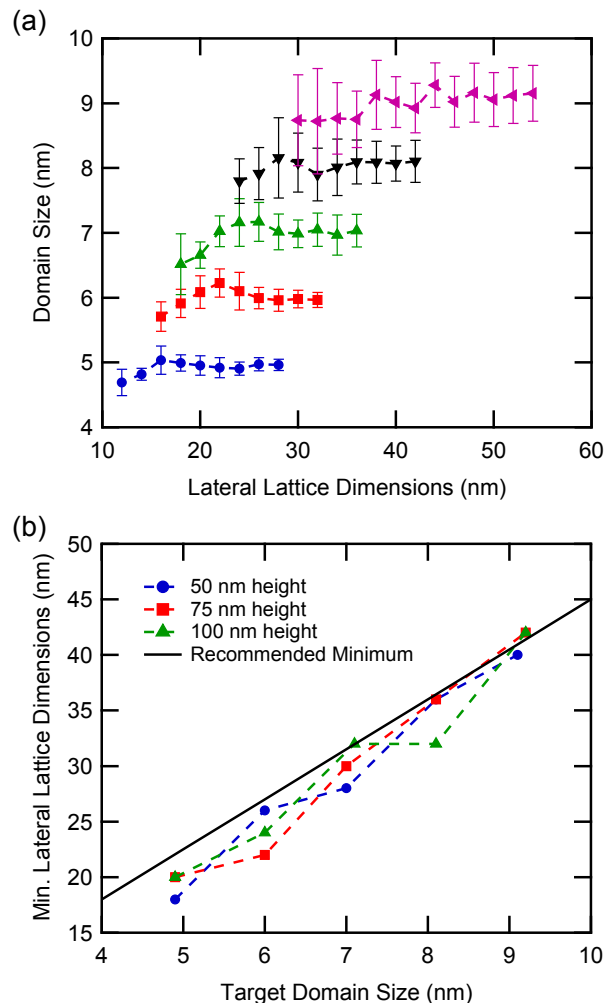 (a)
10
9
8
7
6
5
4
Domain Size (nm)
10 20 30 40 50 60
Lateral Lattice Dimensions (nm)
(b)
50
45
40
35
30
25
20
15
Min. Lateral Lattice Dimensions (nm)
50 nm height
75 nm height
100 nm height
Recommended Minimum
4 5 6 7 8 9 10
Target Domain Size (nm)